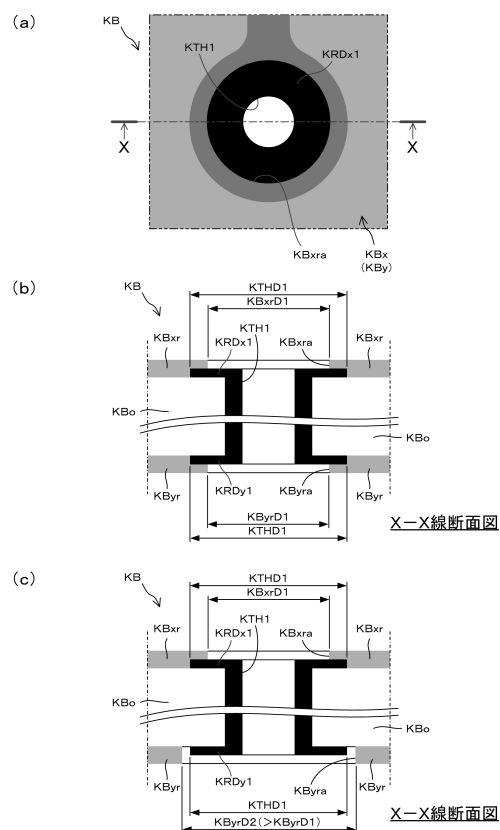 (a)
KB
KTH1
KRDx1
X
X
KBxra
KBx
(KBy)
(b)
KB
KTHD1
KBxrD1
KBxr
KRDx1
KTH1
KBxra
KBxr
KBo
KBo
KByr
KRDy1
KByra
KByr
KByrD1
KTHD1
X－X線断面図
(c)
KB
KTHD1
KBxrD1
KBxr
KRDx1
KTH1
KBxra
KBxr
KBo
KBo
KByr
KRDy1
KByra
KByr
KTHD1
KByrD2(>KByrD1)
X－X線断面図